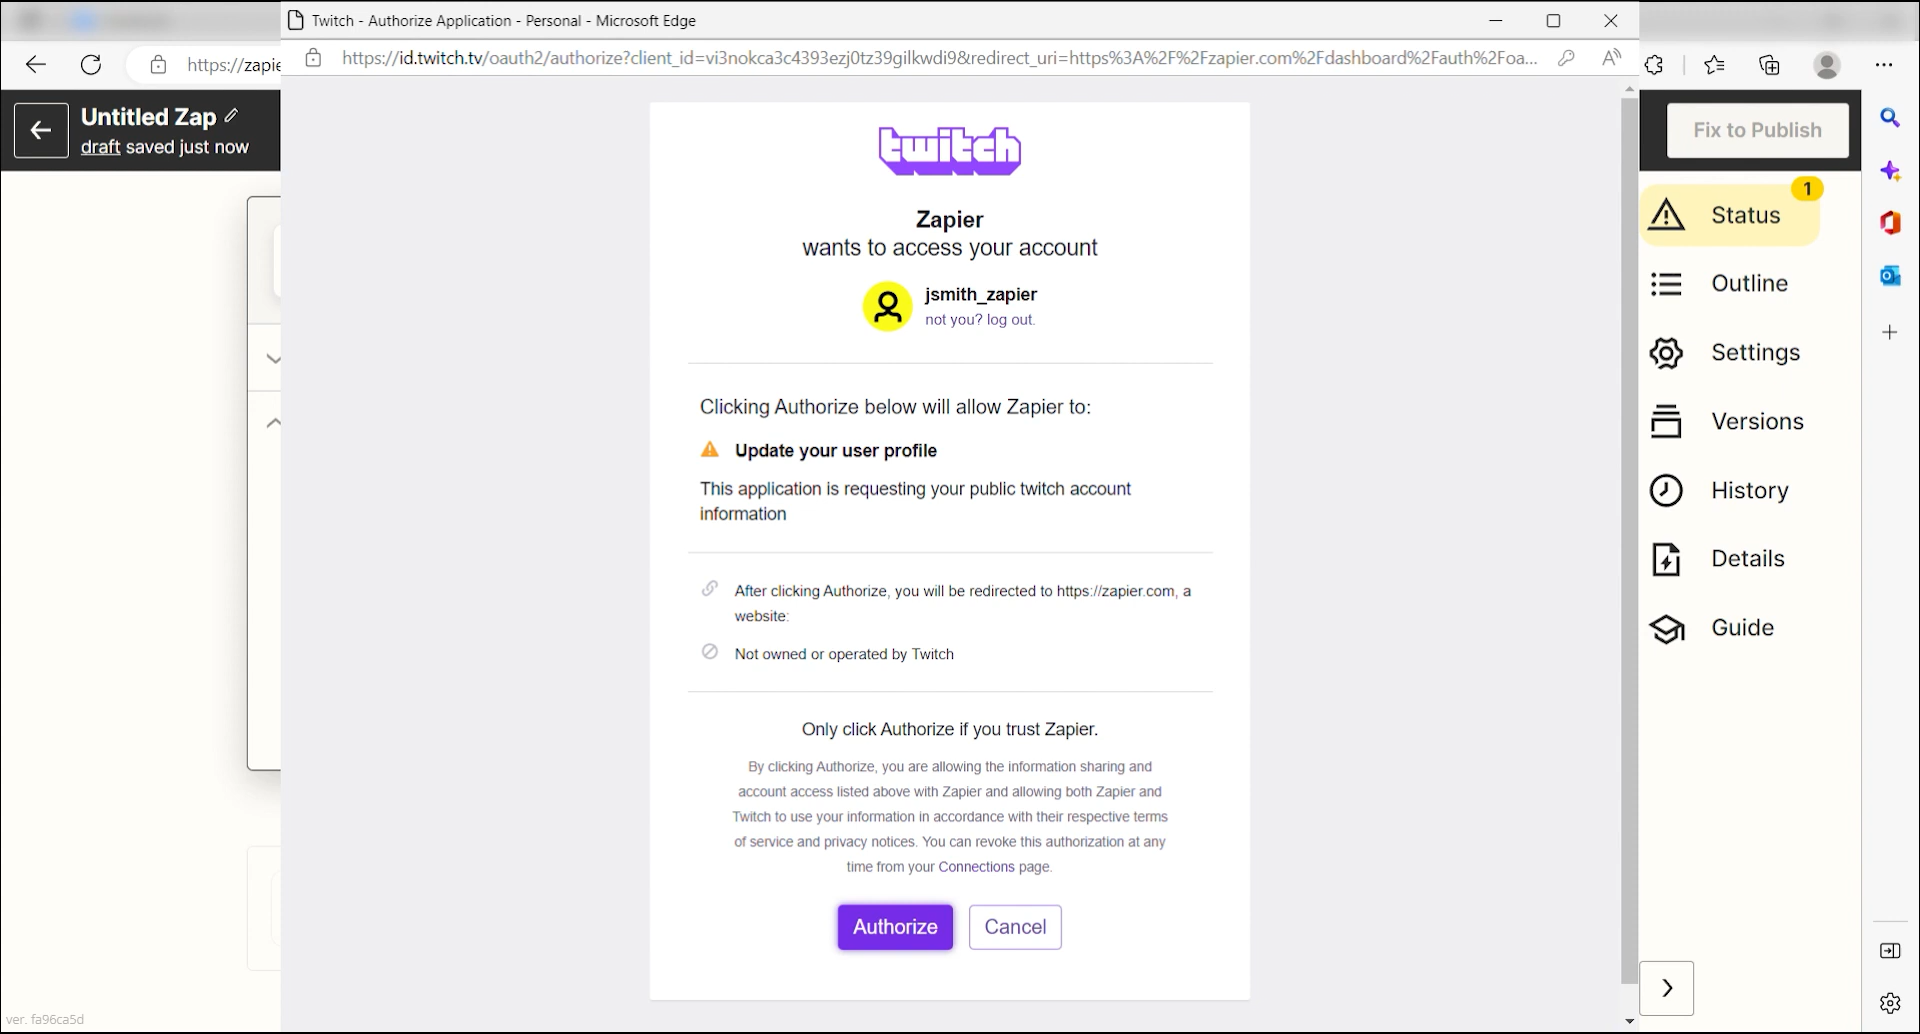 Twitch - Authorize Application - Personal - Microsoft Edge
https://zapie
https://id.twitch.tv/oauth2/authorize?client_id=vi3nokca3c4393ezj0tz39gilkwdi9&redirect_uri=https%3A%2F%2Fzapier.com%2Fdashboard%2Fauth%2Foa...
Untitled Zap
draft saved just now
Fix to Publish
twitch
Zapier
wants to access your account
jsmith_zapier
not you? log out.
Clicking Authorize below will allow Zapier to:
Update your user profile
This application is requesting your public twitch account
information
After clicking Authorize, you will be redirected to https://zapier.com, a
website:
Not owned or operated by Twitch
Only click Authorize if you trust Zapier.
By clicking Authorize, you are allowing the information sharing and
account access listed above with Zapier and allowing both Zapier and
Twitch to use your information in accordance with their respective terms
of service and privacy notices. You can revoke this authorization at any
time from your Connections page.
Authorize
Cancel
1
Status
Outline
Settings
Versions
History
Details
Guide
ver. fa96ca5d